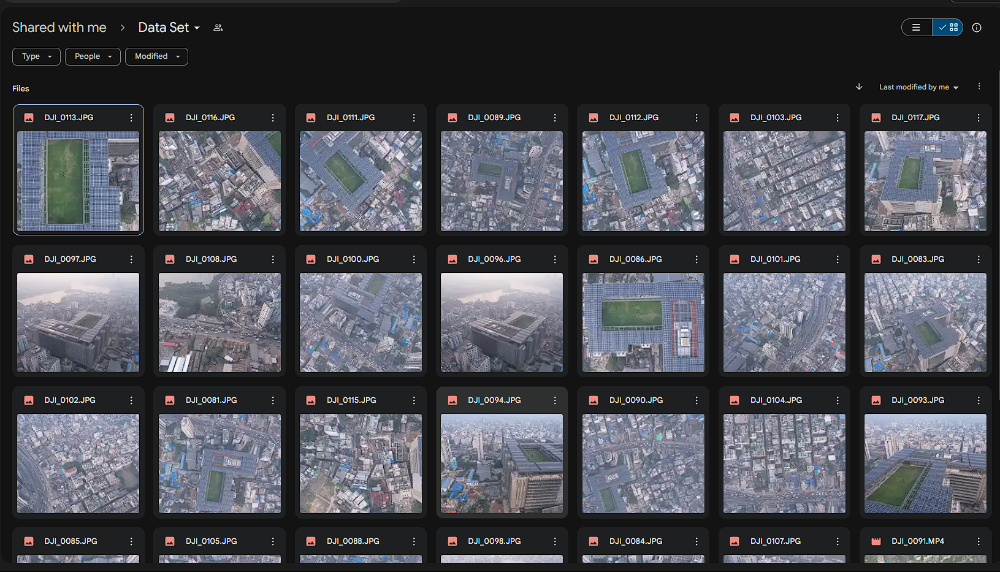 Shared with me > Data Set
Type People Modified
Files Last modified by me
DJI_0113.JPG DJI_0116.JPG DJI_0111.JPG DJI_0089.JPG DJI_0112.JPG DJI_0103.JPG DJI_0117.JPG
DJI_0097.JPG DJI_0108.JPG DJI_0100.JPG DJI_0096.JPG DJI_0086.JPG DJI_0101.JPG DJI_0083.JPG
DJI_0102.JPG DJI_0081.JPG DJI_0115.JPG DJI_0094.JPG DJI_0090.JPG DJI_0104.JPG DJI_0093.JPG
DJI_0085.JPG DJI_0105.JPG DJI_0088.JPG DJI_0098.JPG DJI_0084.JPG DJI_0107.JPG DJI_0091.MP4